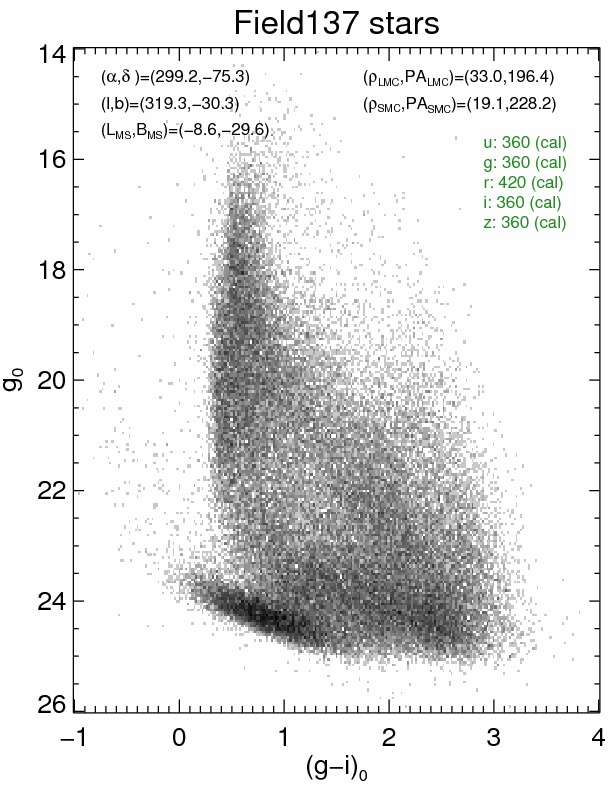 Field137 stars
(α,δ)=(299.2,−75.3)
(ρLMC,PALMC)=(33.0,196.4)
(l,b)=(319.3,−30.3)
(ρSMC,PASMC)=(19.1,228.2)
(LMS,BMS)=(−8.6,−29.6)
u: 360 (cal)
g: 360 (cal)
r: 420 (cal)
i: 360 (cal)
z: 360 (cal)
14
16
18
20
22
24
26
g0
−1 0 1 2 3 4
(g−i)0